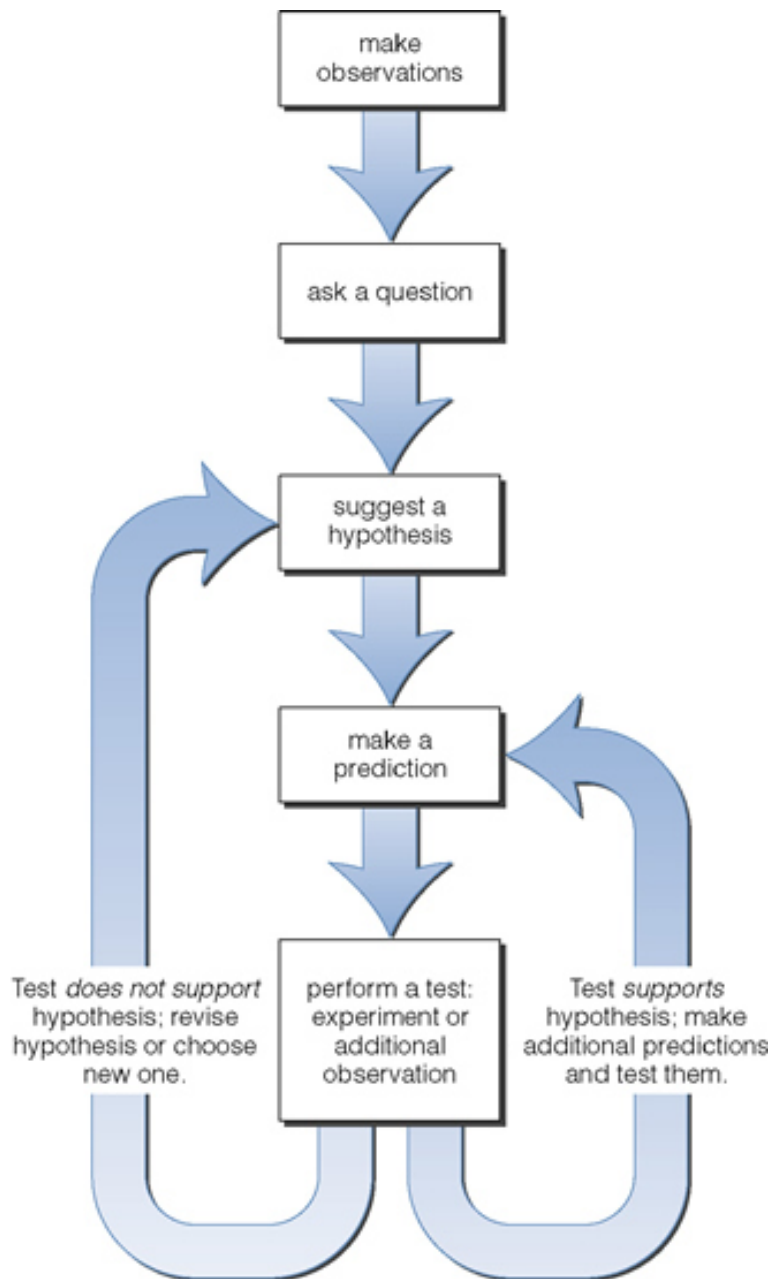 make
observations
ask a question
suggest a
hypothesis
make a
prediction
perform a test:
experiment or
additional
observation
Test does not support
hypothesis; revise
hypothesis or choose
new one.
Test supports
hypothesis; make
additional predictions
and test them.